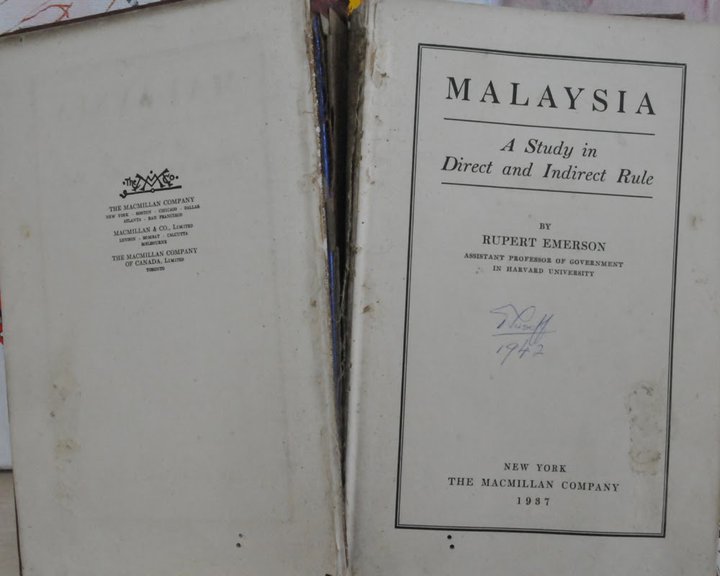 The M Co.
THE MACMILLAN COMPANY
NEW YORK · BOSTON · CHICAGO · DALLAS
ATLANTA · SAN FRANCISCO
MACMILLAN & CO., LIMITED
LONDON · BOMBAY · CALCUTTA
MELBOURNE
THE MACMILLAN COMPANY
OF CANADA, LIMITED
TORONTO
MALAYSIA
A Study in
Direct and Indirect Rule
BY
RUPERT EMERSON
ASSISTANT PROFESSOR OF GOVERNMENT
IN HARVARD UNIVERSITY
1942
NEW YORK
THE MACMILLAN COMPANY
1937